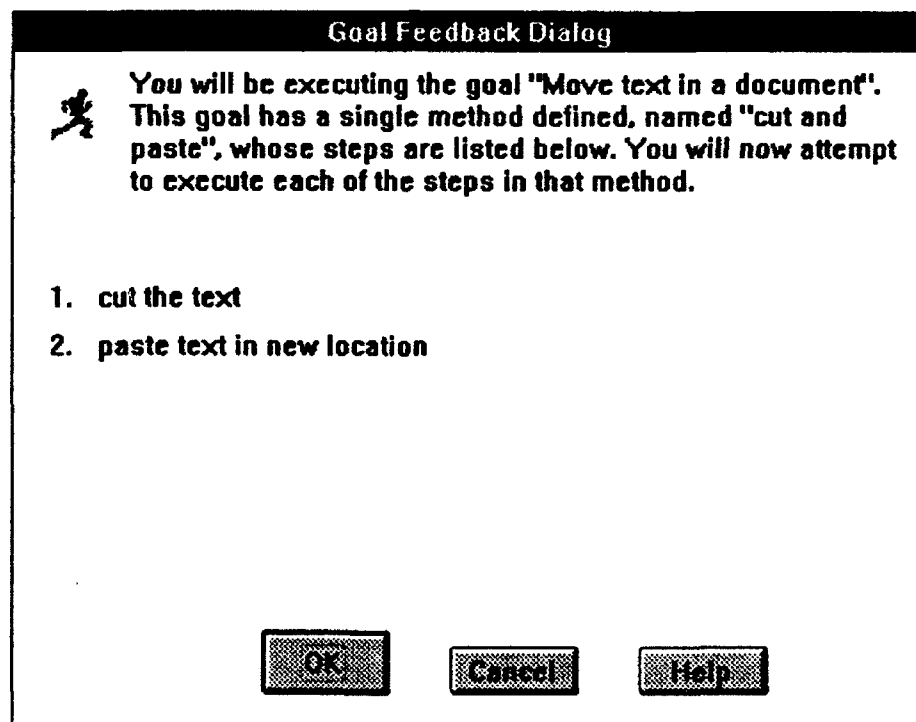 Goal Feedback Dialog
You will be executing the goal "Move text in a document".
This goal has a single method defined, named "cut and
paste", whose steps are listed below. You will now attempt
to execute each of the steps in that method.
1. cut the text
2. paste text in new location
OK Cancel Help